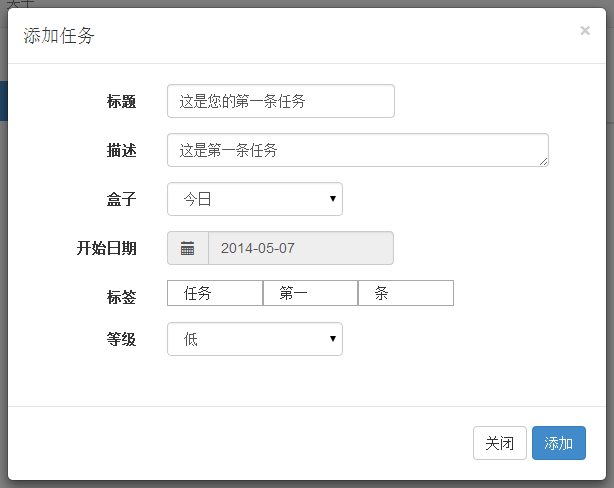 添加任务 ×
标题 这是您的第一条任务
描述 这是第一条任务
盒子 今日
开始日期 2014-05-07
标签 任务 第一 条
等级 低
关闭 添加